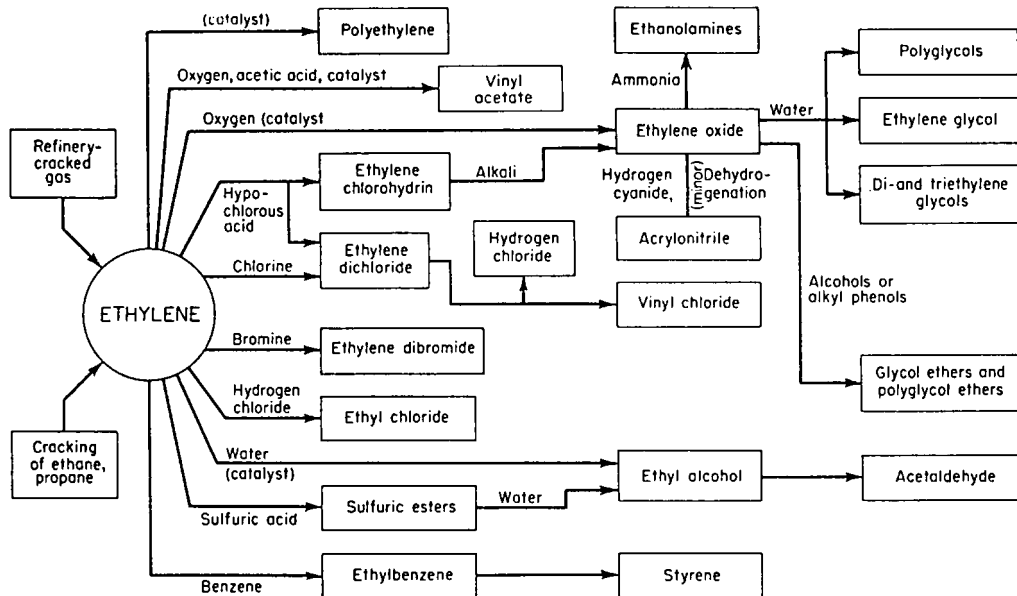 (catalyst)
Polyethylene
Oxygen, acetic acid, catalyst
Vinyl
acetate
Oxygen (catalyst
Ethanolamines
Ammonia
Ethylene oxide
Water
Polyglycols
Ethylene glycol
Di-and triethylene
glycols
Refinery-
cracked
gas
Hypo-
chlorous
acid
Ethylene
chlorohydrin
Alkali
Hydrogen
cyanide,
(minor)
Dehydro-
genation
Acrylonitrile
Chlorine
Ethylene
dichloride
Hydrogen
chloride
Vinyl chloride
Alcohols or
alkyl phenols
Glycol ethers and
polyglycol ethers
ETHYLENE
Bromine
Ethylene dibromide
Hydrogen
chloride
Ethyl chloride
Cracking
of ethane,
propane
Water
(catalyst)
Ethyl alcohol
Acetaldehyde
Sulfuric acid
Sulfuric esters
Water
Benzene
Ethylbenzene
Styrene